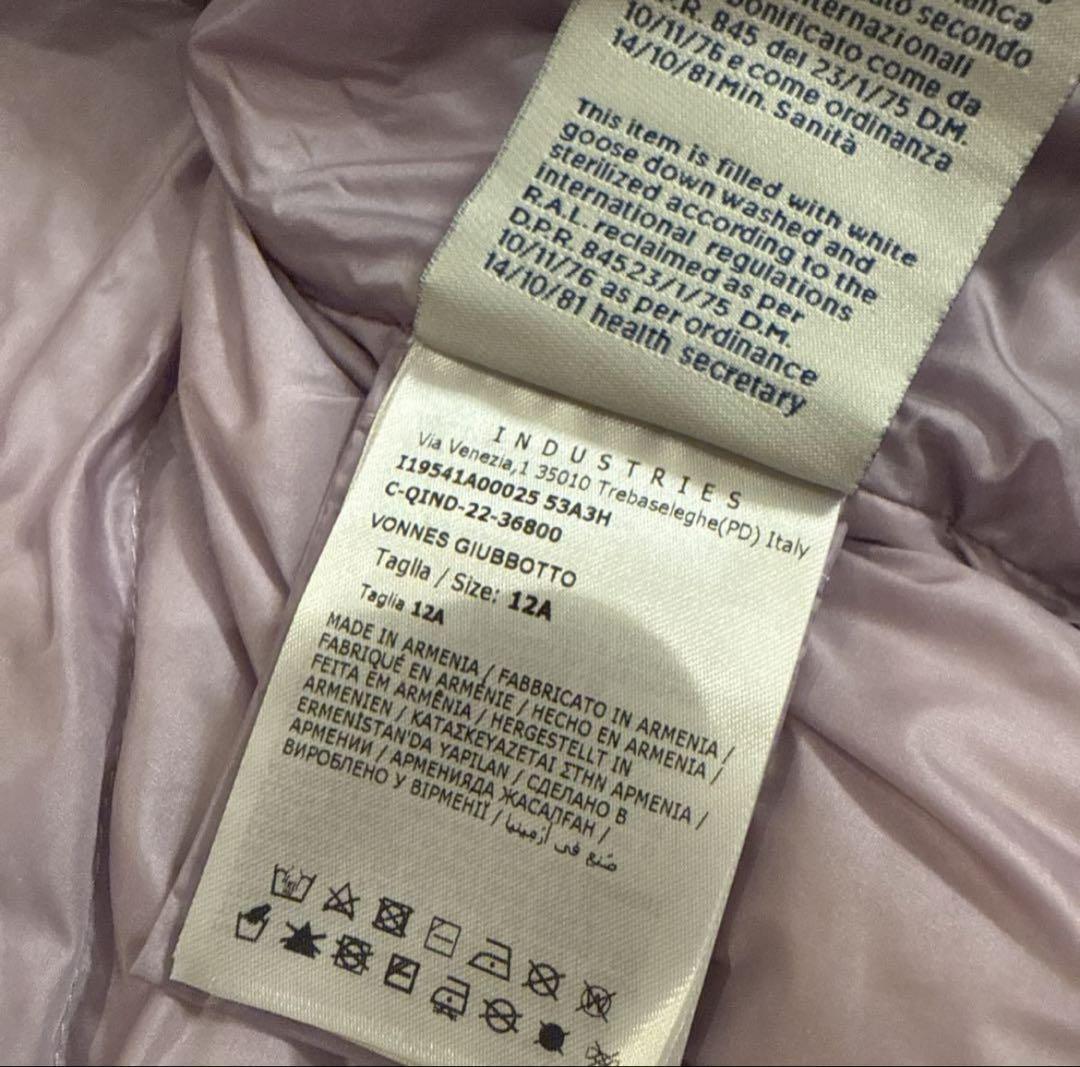 anca
ato secondo
nternazionali
bonificato come da
.P.R. 845 del 23/1/75 D.M.
10/11/76 e come ordinanza
14/10/81 Min. Sanità
This item is filled with white
goose down washed and
sterilized according to the
international regulations
R.A.L. reclaimed as per
D.P.R. 84523/1/75 D.M.
10/11/76 as per ordinance
14/10/81 health secretary
INDUSTRIES
Via Venezia,1 35010 Trebaseleghe(PD) Italy
I19541A00025 53A3H
C-QIND-22-36800
VONNES GIUBBOTTO
Taglia / Size: 12A
Taglia 12A
MADE IN ARMENIA / FABBRICATO IN ARMENIA /
FABRIQUÉ EN ARMÉNIE / HECHO EN ARMENIA /
FEITA EM ARMÊNIA / HERGESTELLT IN
ARMENIEN / ΚΑΤΑΣΚΕΥΑΖΕΤΑΙ ΣΤΗΝ ΑΡΜΕΝΙΑ /
ERMENİSTAN'DA YAPILAN / СДЕЛАНО В
АРМЕНИИ / АРМЕНИЯДА ЖАСАЛҒАН /
ВИРОБЛЕНО У ВІРМЕНІЇ / صُنع في أرمينيا